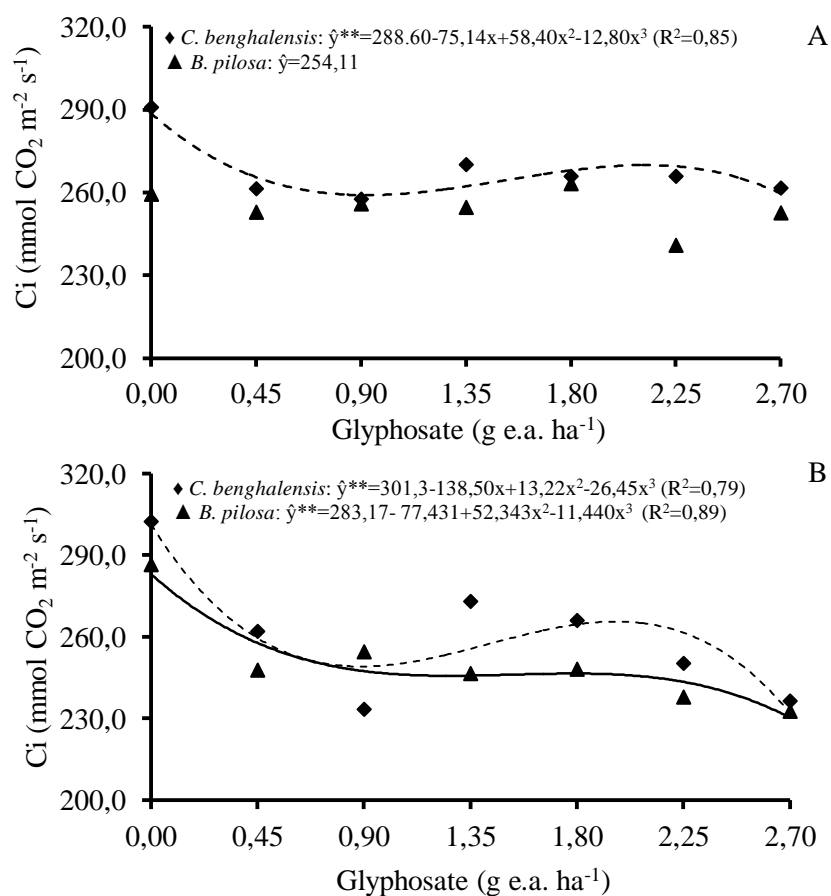 A
♦ C. benghalensis: ŷ**=288.60-75,14x+58,40x²-12,80x³ (R²=0,85)
▲ B. pilosa: ŷ=254,11
Ci (mmol CO₂ m⁻² s⁻¹)
320,0
290,0
260,0
230,0
200,0
0,00 0,45 0,90 1,35 1,80 2,25 2,70
Glyphosate (g e.a. ha⁻¹)
B
♦ C. benghalensis: ŷ**=301,3-138,50x+13,22x²-26,45x³ (R²=0,79)
▲ B. pilosa: ŷ**=283,17- 77,431+52,343x²-11,440x³ (R²=0,89)
Ci (mmol CO₂ m⁻² s⁻¹)
320,0
290,0
260,0
230,0
200,0
0,00 0,45 0,90 1,35 1,80 2,25 2,70
Glyphosate (g e.a. ha⁻¹)